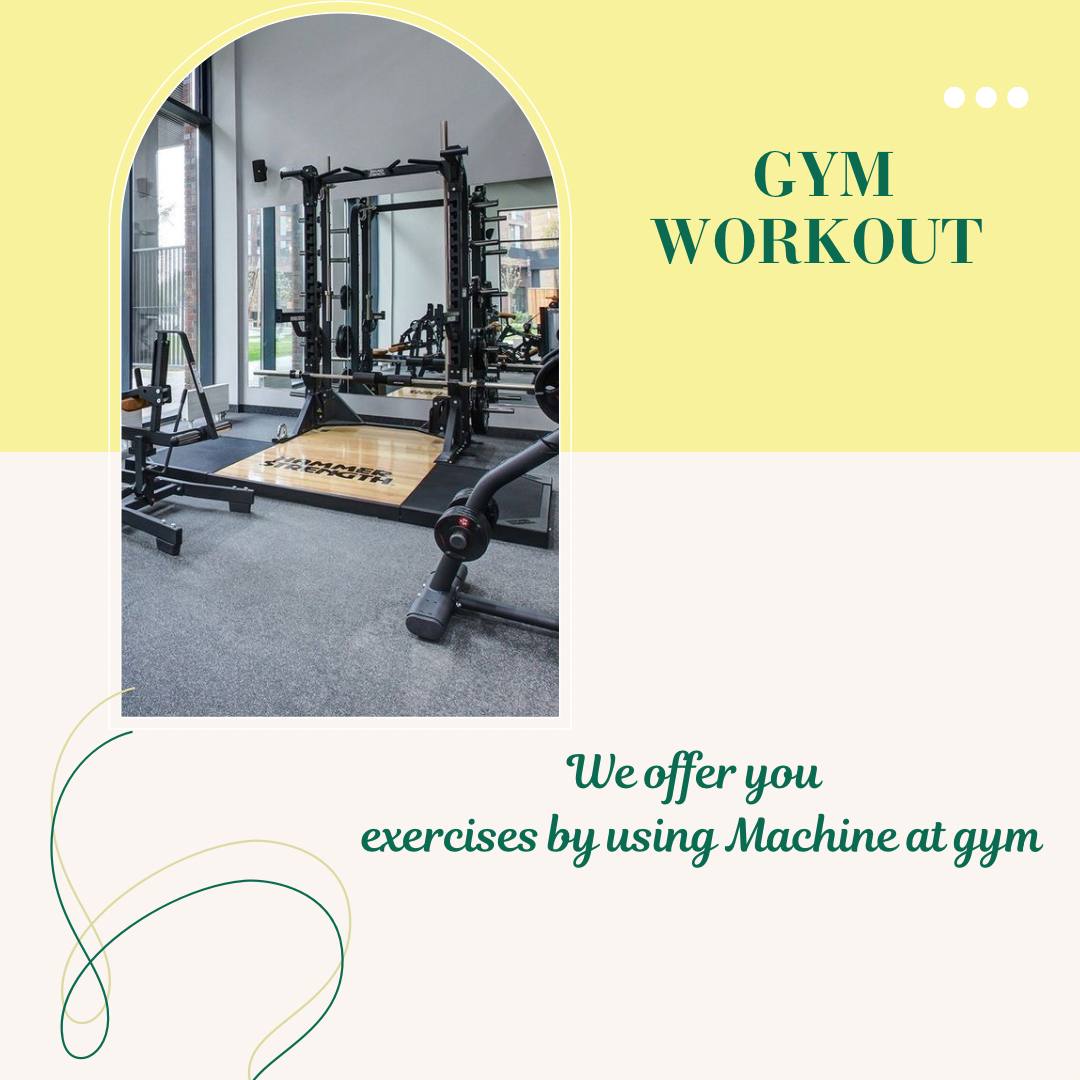 GYM
WORKOUT
HAMMER
STRENGTH
We offer you
exercises by using Machine at gym